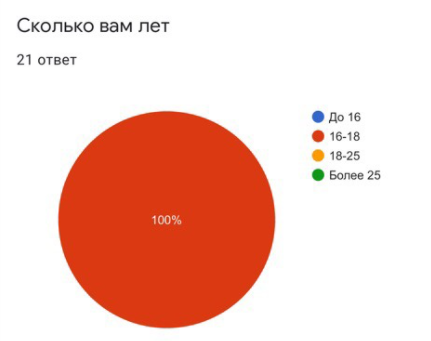 Сколько вам лет
21 ответ
До 16
16-18
18-25
Более 25
100%